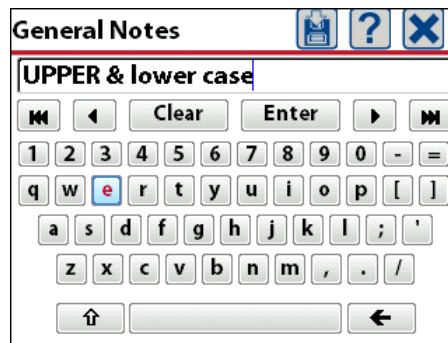 General Notes ?
UPPER & lower case
Clear Enter
1 2 3 4 5 6 7 8 9 0 - =
q w e r t y u i o p [ ]
a s d f g h j k l ; '
z x c v b n m , . /